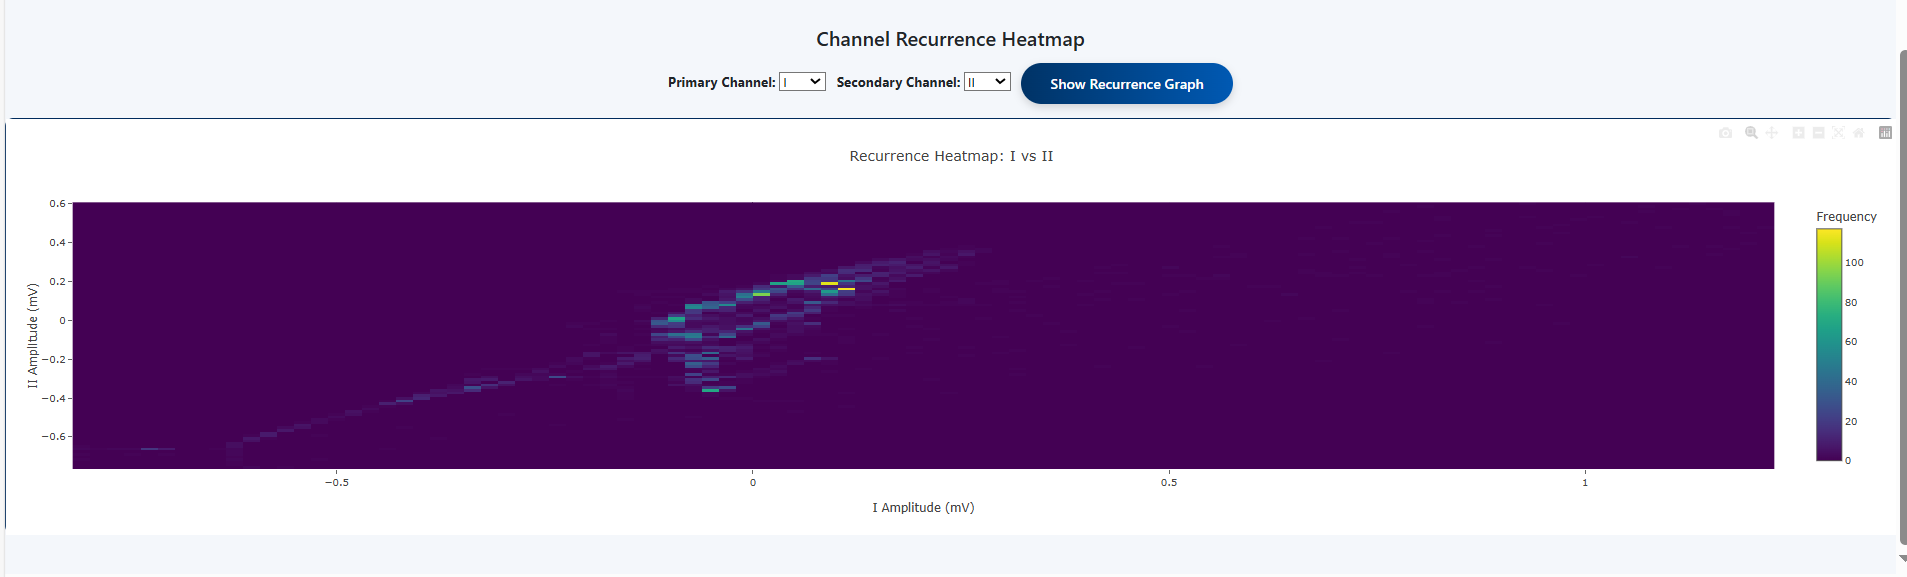 Channel Recurrence Heatmap
Primary Channel: I Secondary Channel: II Show Recurrence Graph
Recurrence Heatmap: I vs II
Frequency
0.6
0.4
0.2
0
−0.2
−0.4
−0.6
II Amplitude (mV)
100
80
60
40
20
0
−0.5 0 0.5 1
I Amplitude (mV)